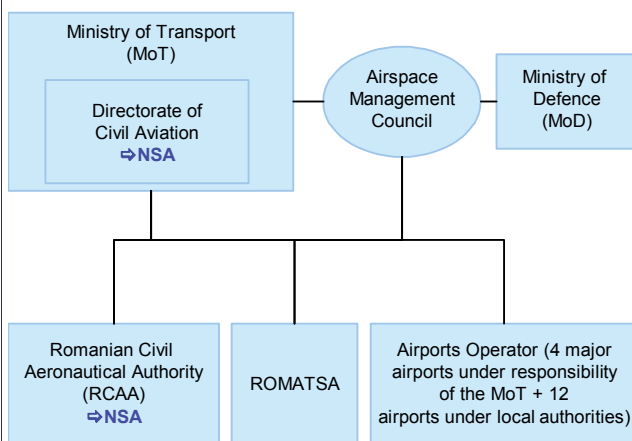 Ministry of Transport
(MoT)
Directorate of
Civil Aviation
⇨NSA
Airspace
Management
Council
Ministry of
Defence
(MoD)
Romanian Civil
Aeronautical Authority
(RCAA)
⇨NSA
ROMATSA
Airports Operator (4 major
airports under responsibility
of the MoT + 12
airports under local authorities)